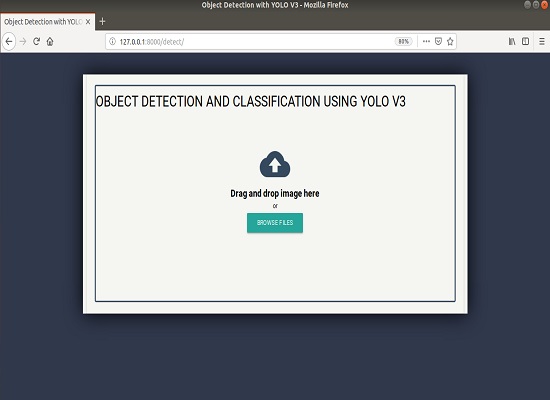 Object Detection with YOLO V3 - Mozilla Firefox
Object Detection with YOLO
127.0.0.1:8000/detect/
80%
OBJECT DETECTION AND CLASSIFICATION USING YOLO V3
Drag and drop image here
or
BROWSE FILES